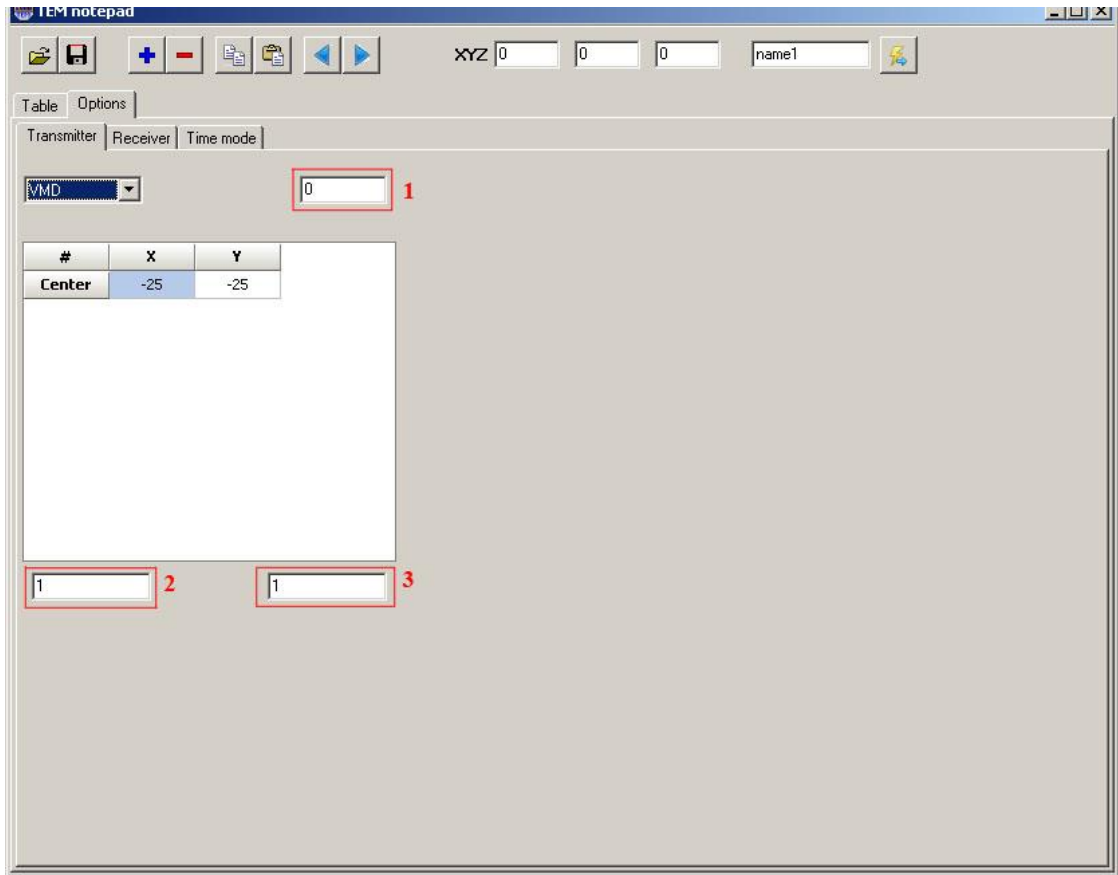 TEM notepad
XYZ 0 0 0 name1
Table Options
Transmitter Receiver Time mode
VMD 0 1
# X Y
Center -25 -25
1 2 1 3